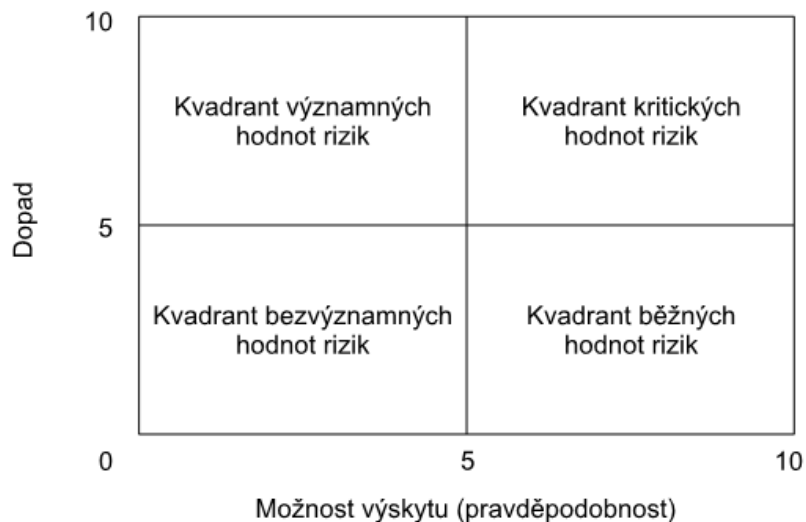 10
Kvadrant významných
hodnot rizik
Kvadrant kritických
hodnot rizik
Dopad
5
Kvadrant bezvýznamných
hodnot rizik
Kvadrant běžných
hodnot rizik
0
5
10
Možnost výskytu (pravděpodobnost)